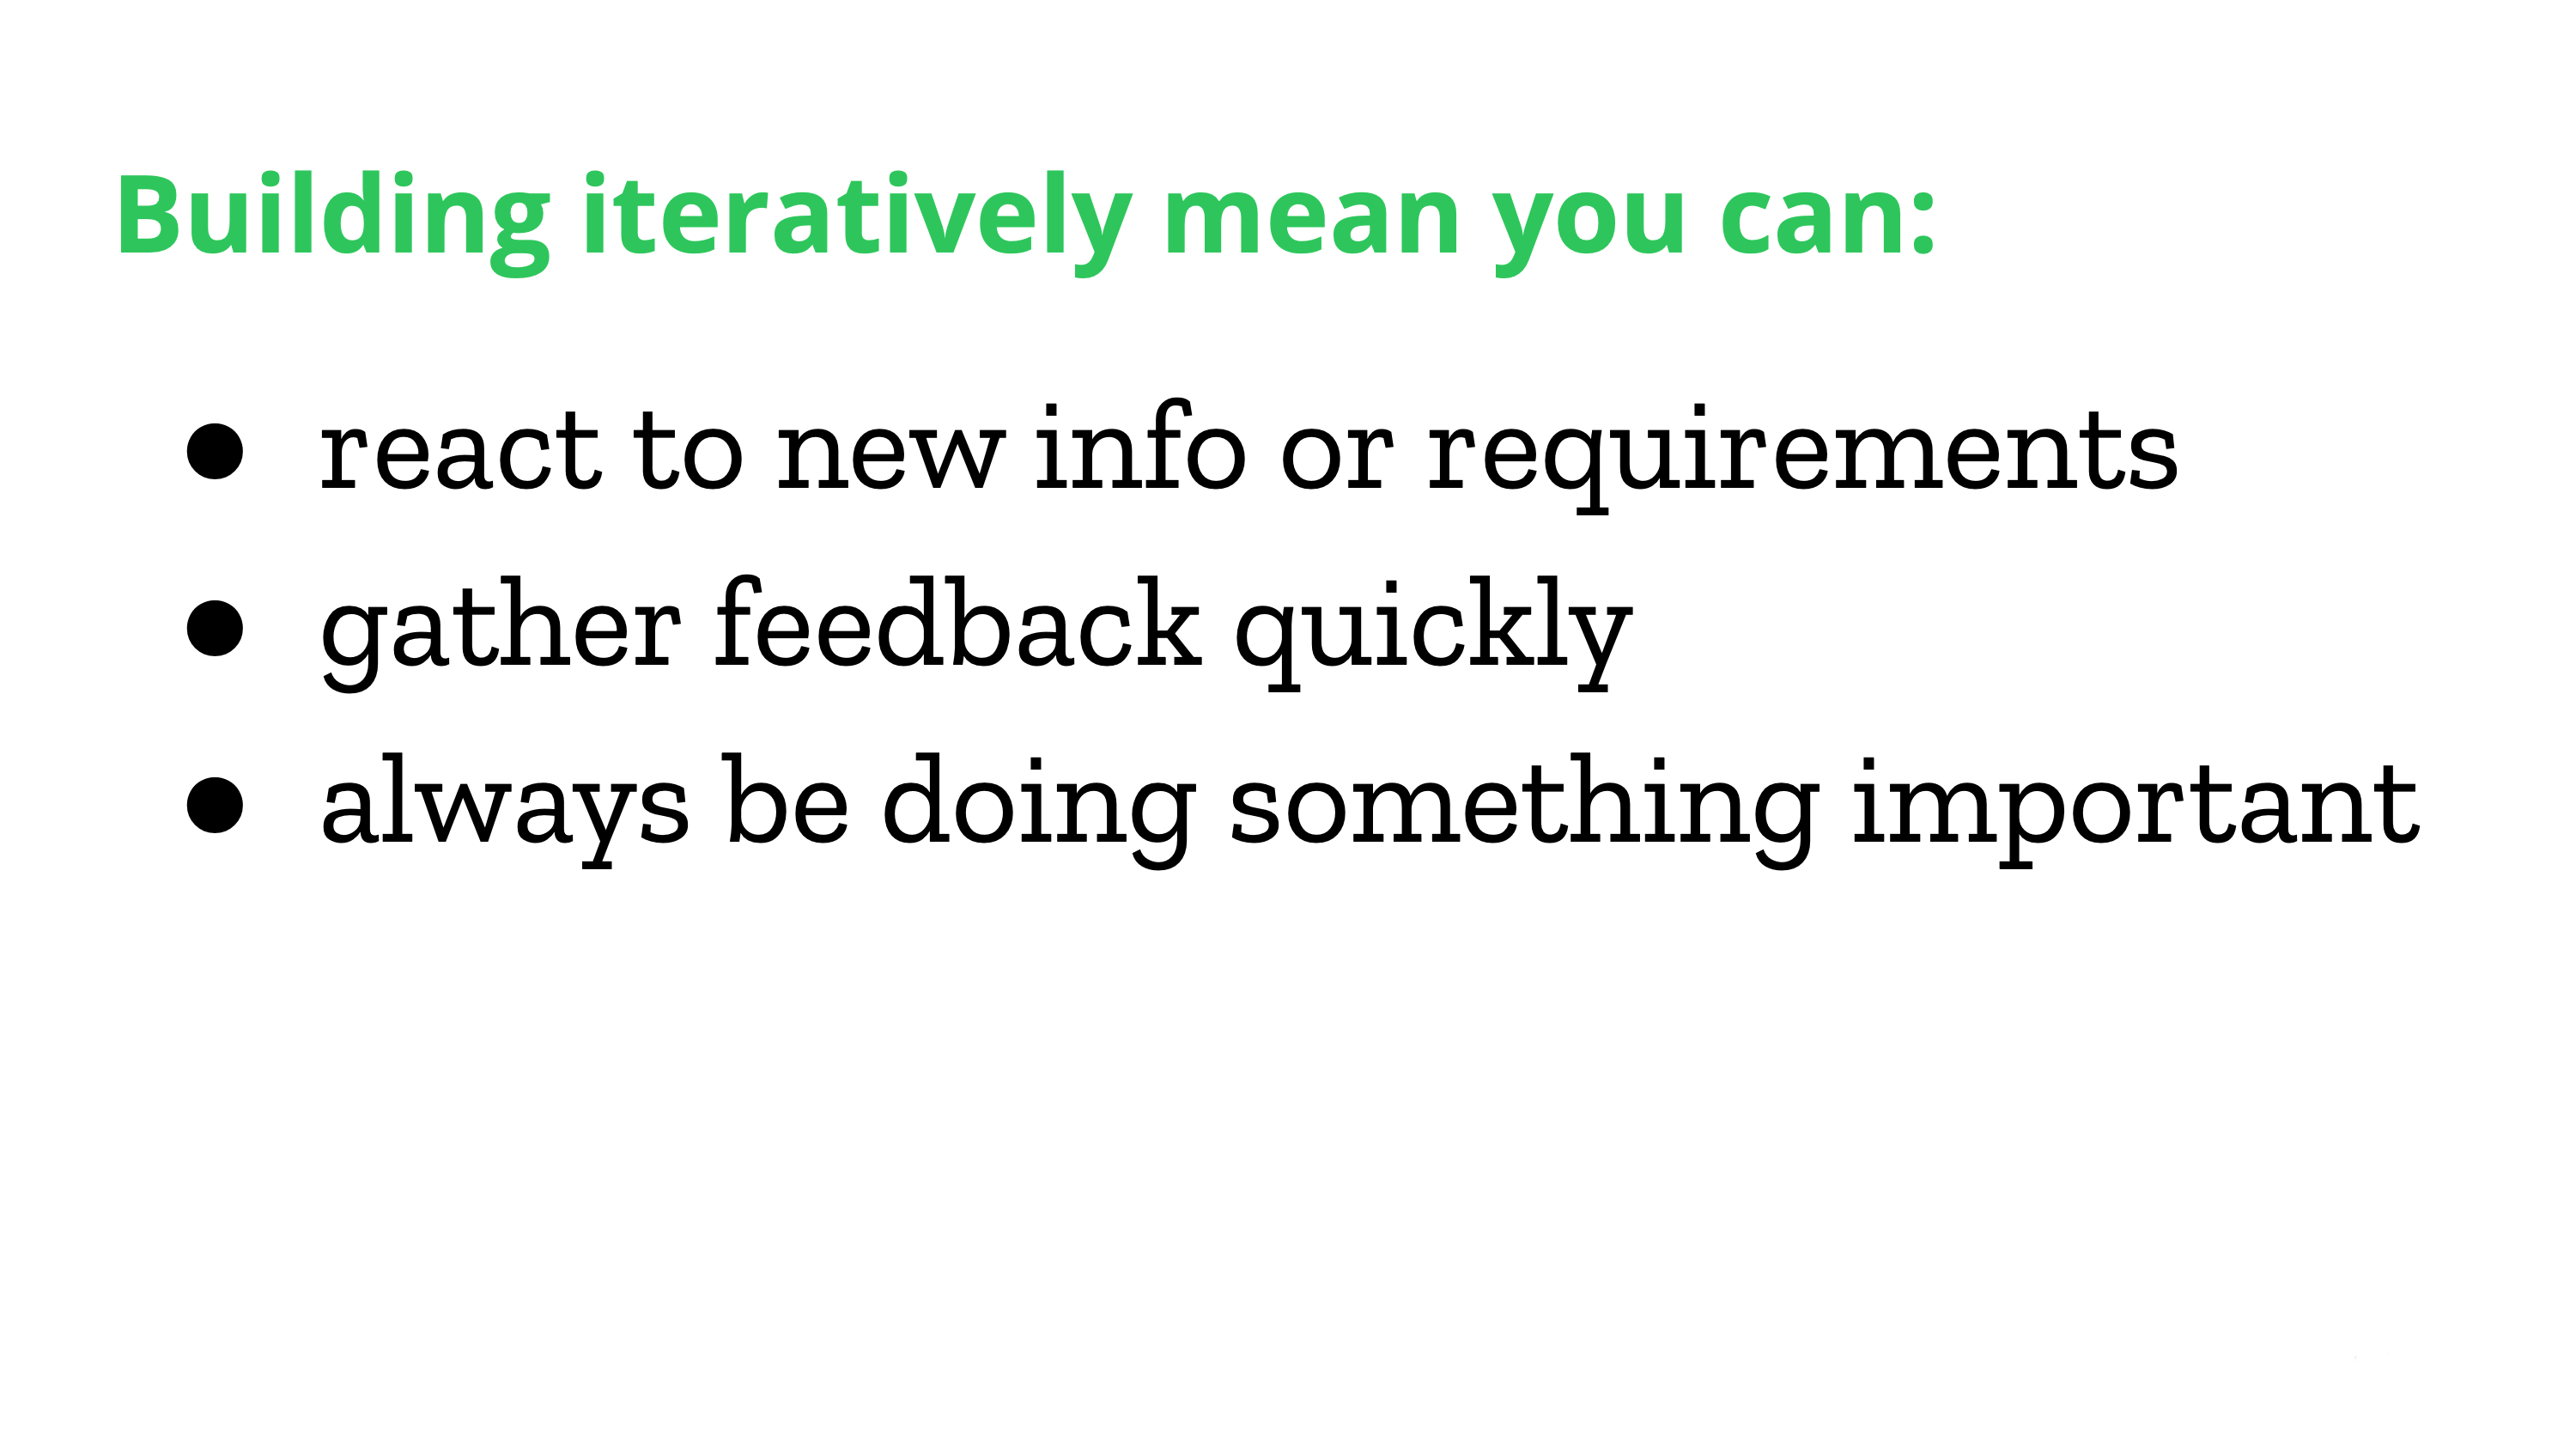 Building iteratively mean you can:
● react to new info or requirements
● gather feedback quickly
● always be doing something important